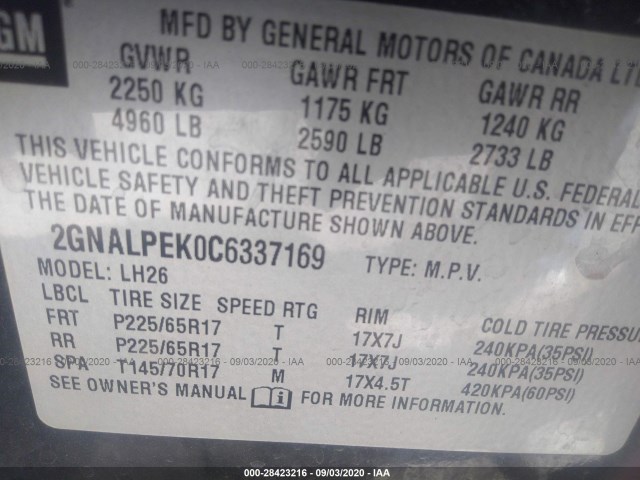 GM
MFD BY GENERAL MOTORS OF CANADA LTD
GVWR GAWR FRT GAWR RR
2250 KG 1175 KG 1240 KG
4960 LB 2590 LB 2733 LB
THIS VEHICLE CONFORMS TO ALL APPLICABLE U.S. FEDERAL
VEHICLE SAFETY AND THEFT PREVENTION STANDARDS IN EFF
THE DATE OF MANUFACTURE SHOWN ABOVE.
2GNALPEK0C6337169 TYPE: M.P.V.
MODEL: LH26
LBCL TIRE SIZE SPEED RTG RIM COLD TIRE PRESSUR
FRT P225/65R17 T 17X7J 240KPA(35PSI)
RR P225/65R17 T 17X7J 240KPA(35PSI)
SPA T145/70R17 M 17X4.5T 420KPA(60PSI)
SEE OWNER'S MANUAL FOR MORE INFORMATION.
000-28423216 - 09/03/2020 - IAA